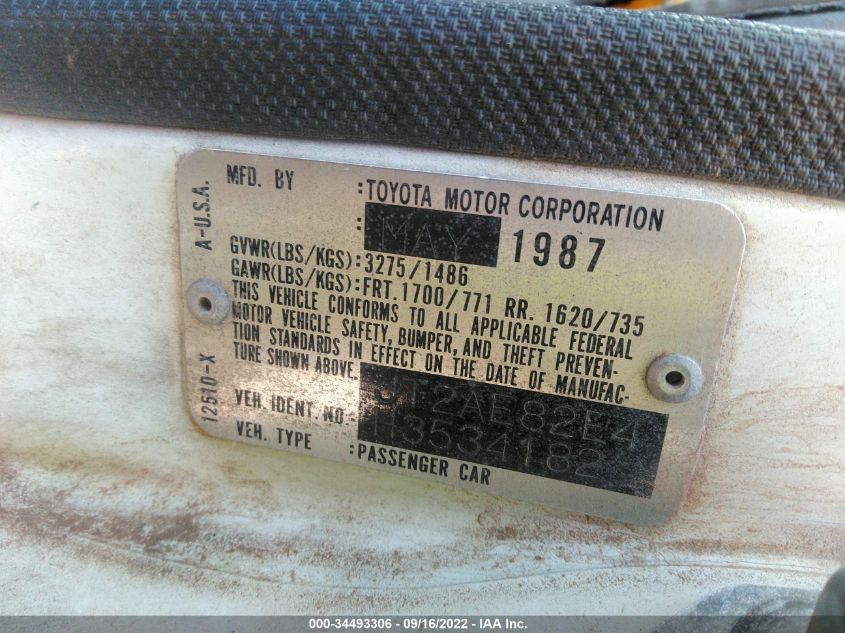 A-U.S.A.
12510-X
MFD. BY :TOYOTA MOTOR CORPORATION
: MAY 1987
GVWR(LBS/KGS):3275/1486
GAWR(LBS/KGS):FRT. 1700/771 RR. 1620/735
THIS VEHICLE CONFORMS TO ALL APPLICABLE FEDERAL
MOTOR VEHICLE SAFETY, BUMPER, AND THEFT PREVEN-
TION STANDARDS IN EFFECT ON THE DATE OF MANUFAC-
TURE SHOWN ABOVE.
VEH. IDENT. NO.: JT2AE82E4
H3534182
VEH. TYPE :PASSENGER CAR
000-34493306 - 09/16/2022 - IAA Inc.